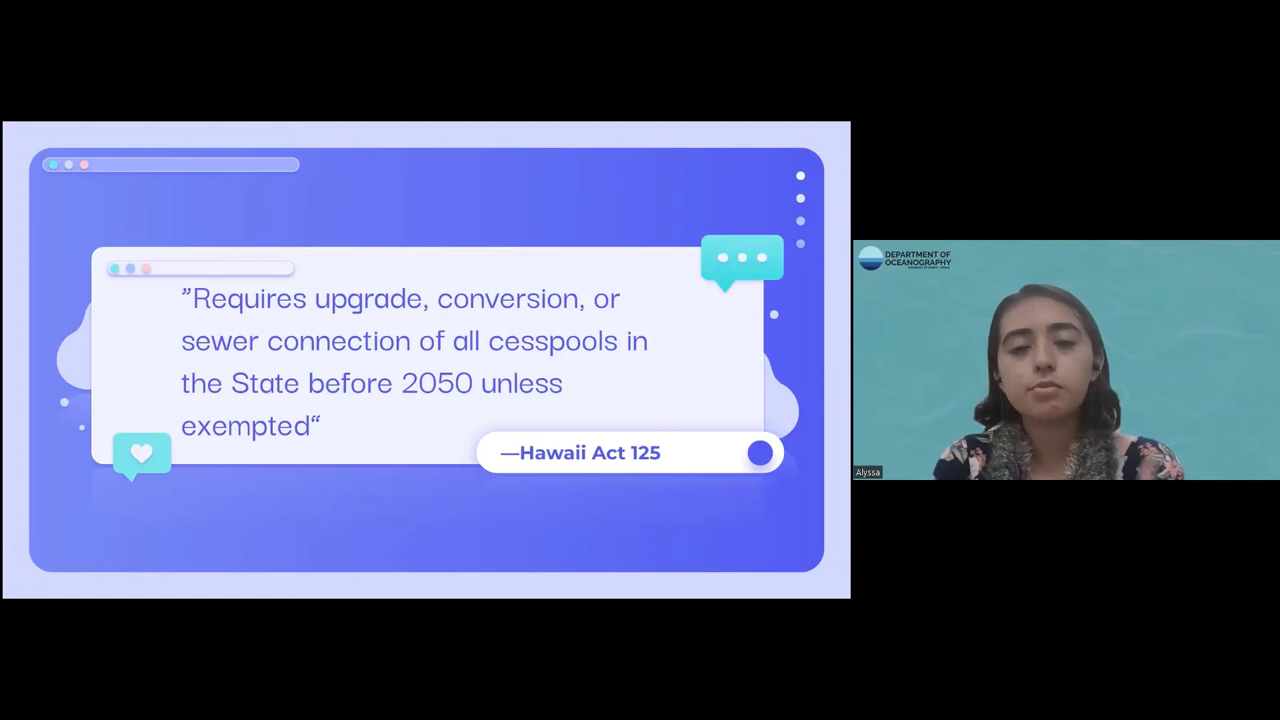 "Requires upgrade, conversion, or
sewer connection of all cesspools in
the State before 2050 unless
exempted“
—Hawaii Act 125
DEPARTMENT OF
OCEANOGRAPHY
Alyssa